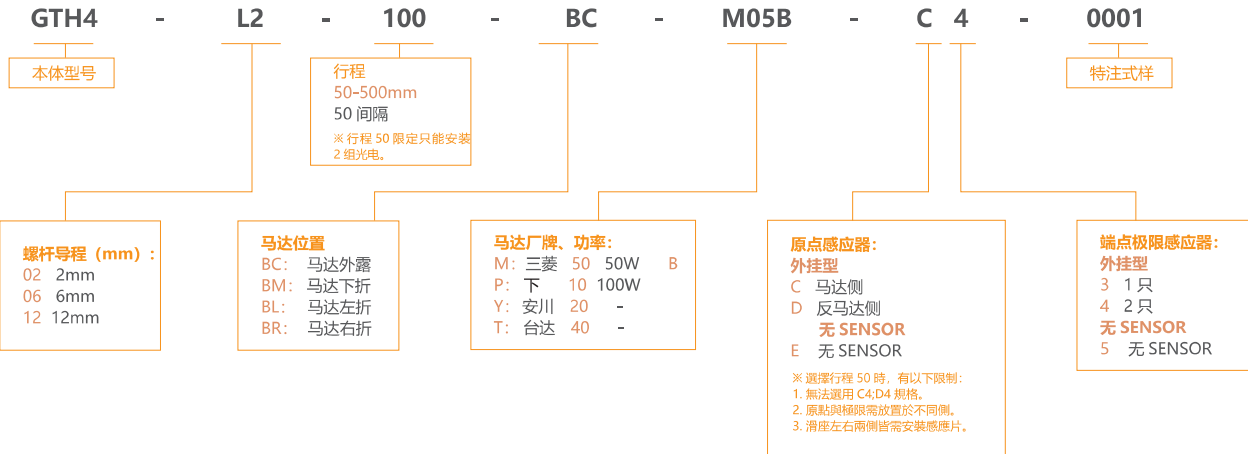 GTH4 - L2 - 100 - BC - M05B - C 4 - 0001
本体型号
行程
50-500mm
50 间隔
※ 行程 50 限定只能安装
2 组光电。
特注式样
螺杆导程（mm）：
02 2mm
06 6mm
12 12mm
马达位置
BC： 马达外露
BM： 马达下折
BL： 马达左折
BR： 马达右折
马达厂牌、功率：
M： 三菱 50 50W B
P： 下 10 100W
Y： 安川 20 -
T： 台达 40 -
原点感应器：
外挂型
C 马达侧
D 反马达侧
无 SENSOR
E 无 SENSOR
※ 選擇行程 50 時，有以下限制：
1. 無法選用 C4;D4 規格。
2. 原點與極限需放置於不同側。
3. 滑座左右兩側皆需安裝感應片。
端点极限感应器：
外挂型
3 1 只
4 2 只
无 SENSOR
5 无 SENSOR